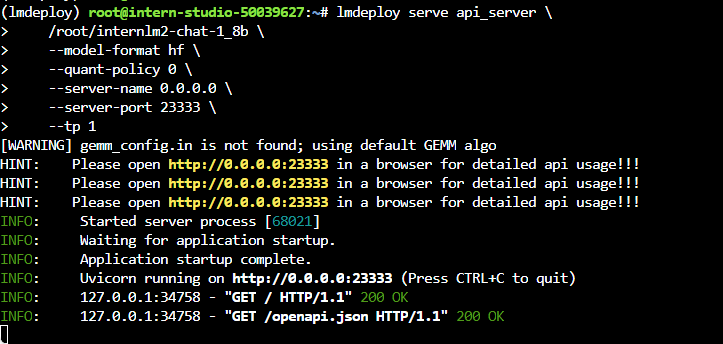 (lmdeploy) root@intern-studio-50039627:~# lmdeploy serve api_server \
>     /root/internlm2-chat-1_8b \
>     --model-format hf \
>     --quant-policy 0 \
>     --server-name 0.0.0.0 \
>     --server-port 23333 \
>     --tp 1
[WARNING] gemm_config.in is not found; using default GEMM algo
HINT:    Please open http://0.0.0.0:23333 in a browser for detailed api usage!!!
HINT:    Please open http://0.0.0.0:23333 in a browser for detailed api usage!!!
HINT:    Please open http://0.0.0.0:23333 in a browser for detailed api usage!!!
INFO:     Started server process [68021]
INFO:     Waiting for application startup.
INFO:     Application startup complete.
INFO:     Uvicorn running on http://0.0.0.0:23333 (Press CTRL+C to quit)
INFO:     127.0.0.1:34758 - "GET / HTTP/1.1" 200 OK
INFO:     127.0.0.1:34758 - "GET /openapi.json HTTP/1.1" 200 OK